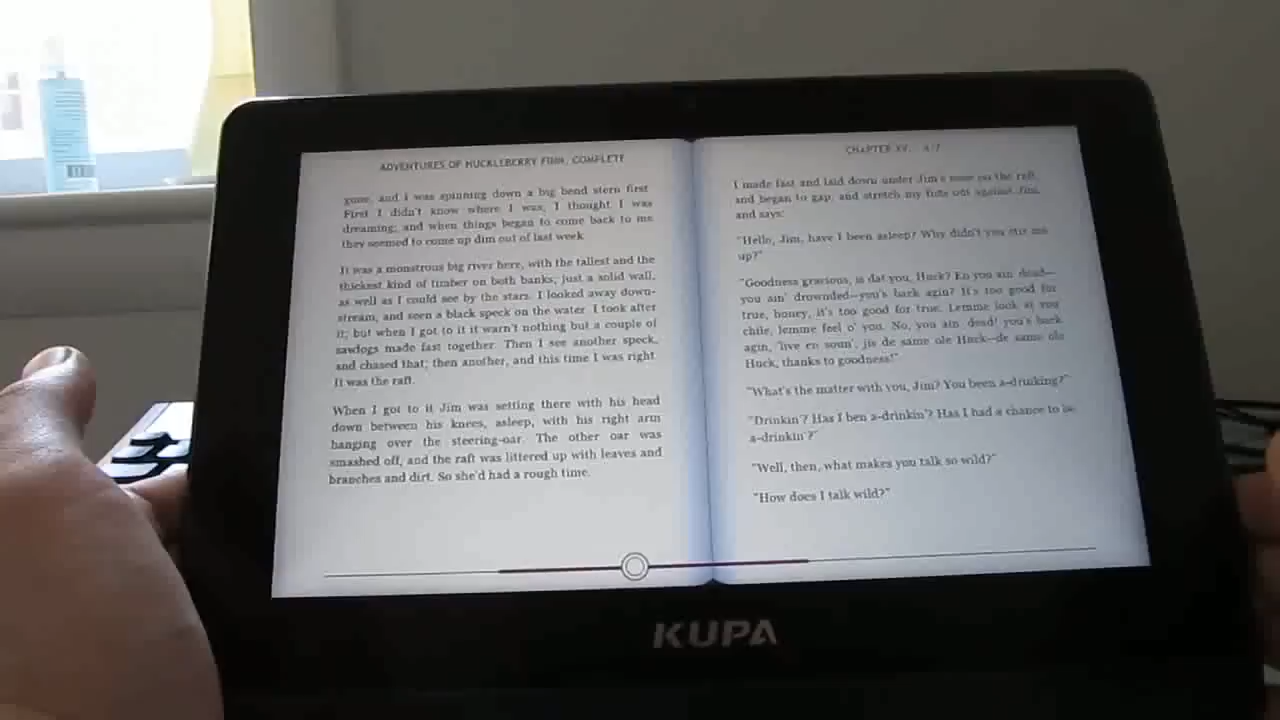 ADVENTURES OF HUCKLEBERRY FINN, COMPLETE
gone, and I was spinning down a big bend stern first
First I didn't know where I was, I thought I was
dreaming; and when things began to come back to me
they seemed to come up dim out of last week
It was a monstrous big river here, with the tallest and the
thickest kind of timber on both banks; just a solid wall,
as well as I could see by the stars. I looked away down-
stream, and seen a black speck on the water. I took after
it; but when I got to it it warn't nothing but a couple of
sawlogs made fast together. Then I see another speck,
and chased that; then another, and this time I was right.
It was the raft.
When I got to it Jim was setting there with his head
down between his knees, asleep, with his right arm
hanging over the steering-oar. The other oar was
smashed off, and the raft was littered up with leaves and
branches and dirt. So she'd had a rough time.
CHAPTER XV. 4/7
I made fast and laid down under Jim's nose on the raft,
and began to gap, and stretch my fists out against Jim,
and says:
"Hello, Jim, have I been asleep? Why didn't you stir me
up?"
"Goodness gracious, is dat you, Huck? En you ain' dead—
you ain' drownded—you's back agin? It's too good for
true, honey, it's too good for true. Lemme look at you
chile, lemme feel o' you. No, you ain' dead! you's back
agin, 'live en soun', jis de same ole Huck—de same ole
Huck, thanks to goodness!"
"What's the matter with you, Jim? You been a-drinking?"
"Drinkin'? Has I ben a-drinkin'? Has I had a chance to be
a-drinkin'?"
"Well, then, what makes you talk so wild?"
"How does I talk wild?"
KUPA